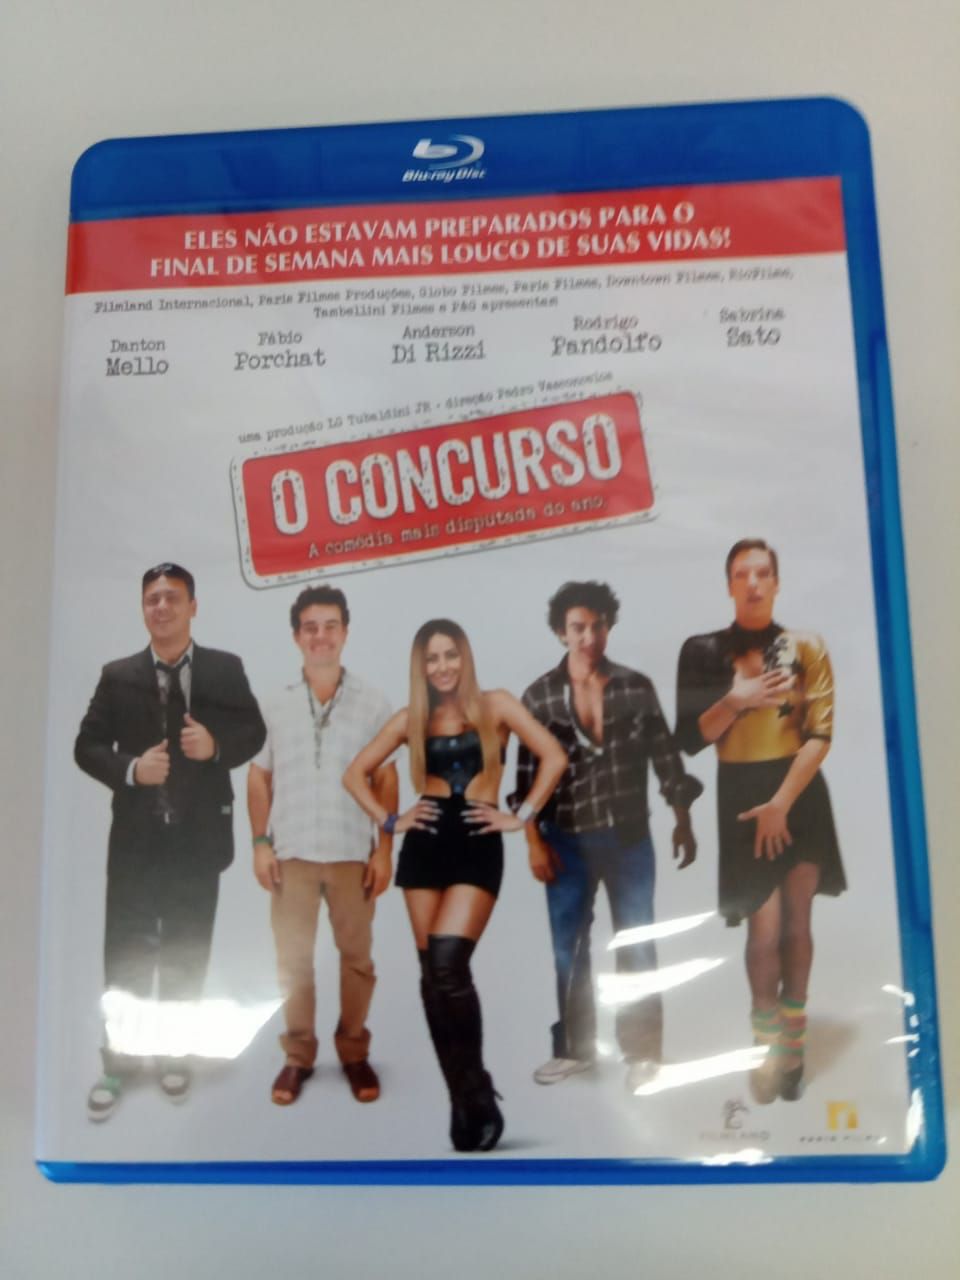 Blu-ray Disc
ELES NÃO ESTAVAM PREPARADOS PARA O
FINAL DE SEMANA MAIS LOUCO DE SUAS VIDAS!
Filmland Internacional, Paris Filmes Produções, Globo Filmes, Paris Filmes, Downtown Filmes, RioFilme,
Tambellini Filmes e PAG apresentam
Danton
Mello
Fábio
Porchat
Anderson
Di Rizzi
Rodrigo
Pandolfo
Sabrina
Sato
uma produção LG Tubaldini JR - direção Pedro Vasconcelos
O CONCURSO
A comédia mais disputada do ano.
FILMLAND
PARIS FILMES